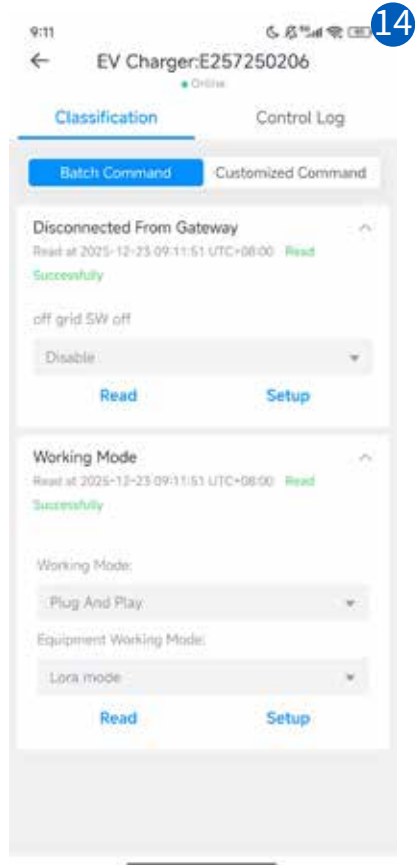 14
9:11
EV Charger:E257250206
Online
Classification
Control Log
Batch Command
Customized Command
Disconnected From Gateway
Read at 2025-12-23 09:11:51 UTC+08:00 Read
Successfully
off grid SW off
Disable
Read
Setup
Working Mode
Read at 2025-12-23 09:11:51 UTC+08:00 Read
Successfully
Working Mode:
Plug And Play
Equipment Working Mode:
Lora mode
Read
Setup